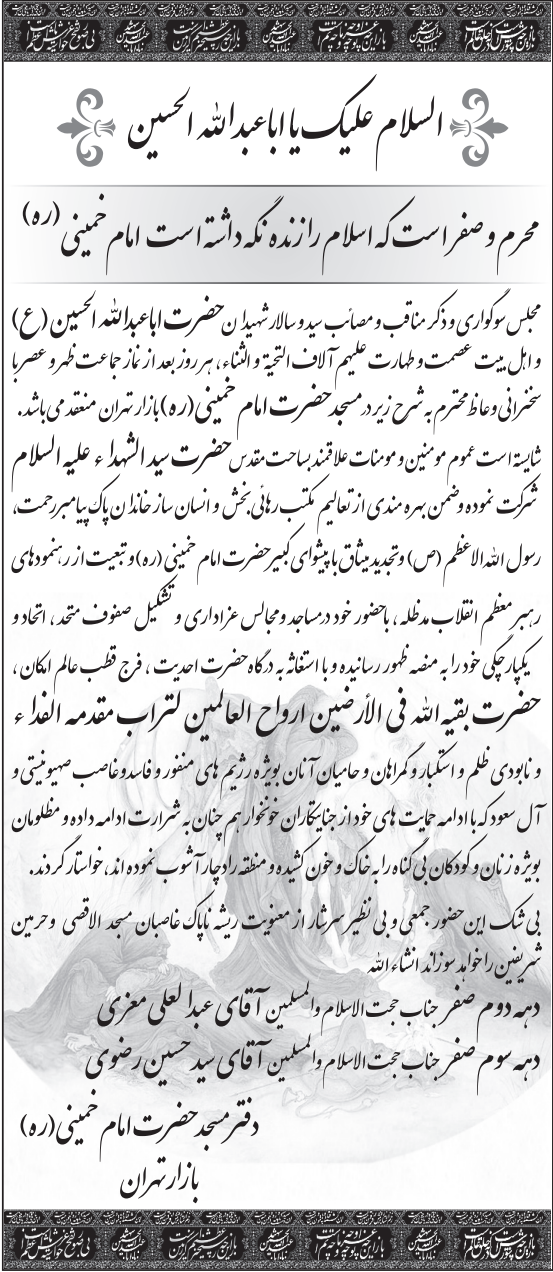 السلام علیک یا اباعبدالله الحسین
محرم و صفر است که اسلام را زنده نگه داشته است امام خمینی (ره)
مجلس سوگواری و ذکر مناقب و مصائب سید و سالار شهیدان حضرت اباعبدالله الحسین (ع)
و اهل بیت عصمت و طهارت علیهم آلاف التحیة و الثناء، هر روز بعد از نماز جماعت ظهر و عصر با
سخنرانی وعاظ محترم به شرح زیر در مسجد حضرت امام خمینی (ره) بازار تهران منعقد می باشد.
شایسته است عموم مومنین و مومنات علاقمند بساحت مقدس حضرت سید الشهداء علیه السلام
شرکت نموده و ضمن بهره مندی از تعالیم مکتب رهائی بخش و انسان ساز خاندان پاک پیامبر رحمت،
رسول الله الاعظم (ص) و تجدید میثاق با پیشوای کبیر حضرت امام خمینی (ره) و تبعیت از رهنمودهای
رهبر معظم انقلاب مدظله، باحضور خود در مساجد و مجالس عزاداری و تشکیل صفوف متحد، اتحاد و
یکپارچگی خود را به منصه ظهور رسانیده و با استغاثه به درگاه حضرت احدیت، فرج قطب عالم امکان،
حضرت بقیه الله فی الأرضین ارواح العالمین لتراب مقدمه الفداء
و نابودی ظلم و استکبار و گمراهان و حامیان آنان بویژه رژیم های منفور و فاسد و غاصب صهیونیستی و
آل سعود که با ادامه حمایت های خود از جنایتکاران خونخوار هم چنان به شرارت ادامه داده و مظلومان
بویژه زنان و کودکان بی گناه را به خاک و خون کشیده و منطقه را دچار آشوب نموده اند، خواستار گردند.
بی شک این حضور جمعی و بی نظیر سرشار از معنویت ریشه ناپاک غاصبان مسجد الاقصی و حرمین
شریفین را خواهد سوزاند انشاءالله
دهه دوم صفر جناب حجت الاسلام والمسلمین آقای عبدالعلی معزی
دهه سوم صفر جناب حجت الاسلام والمسلمین آقای سید حسین رضوی
دفتر مسجد حضرت امام خمینی (ره)
بازار تهران